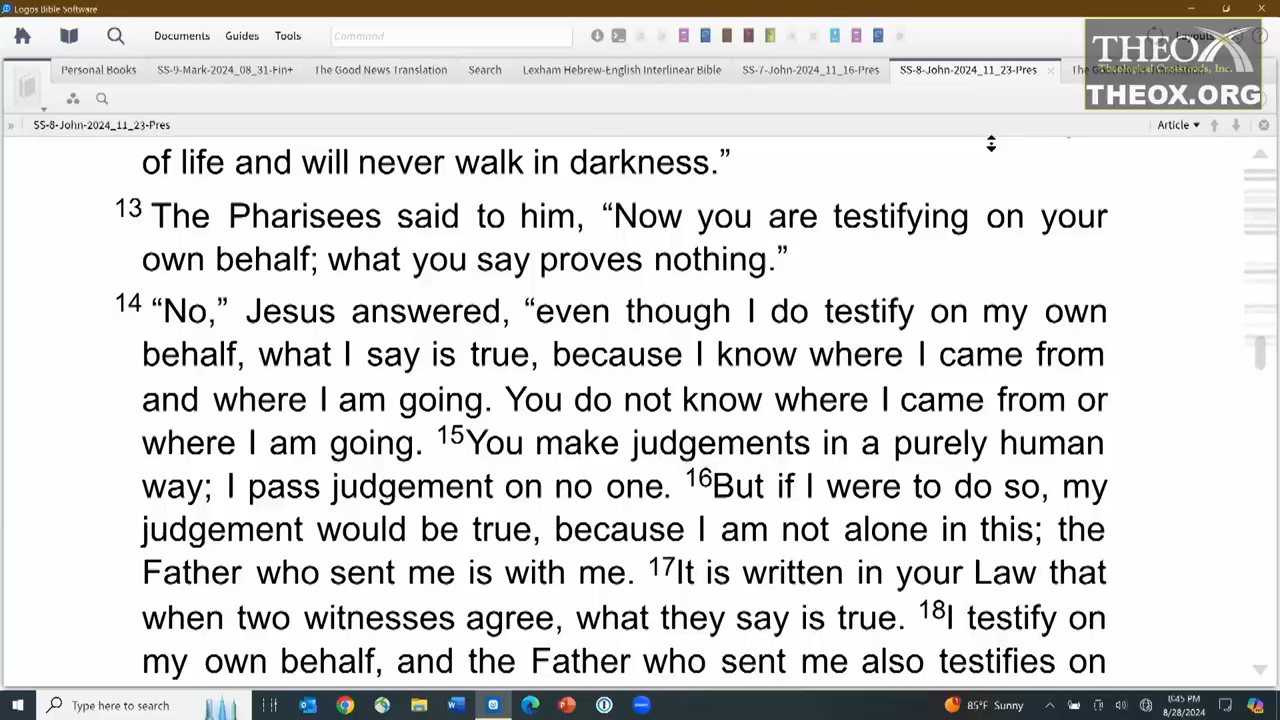 Logos Bible Software
Documents Guides Tools Command Layouts
THEOX
Theological Crossroads, Inc.
THEOX.ORG
Personal Books SS-9-Mark-2024_08_31-Fin+ The Good News Search Lexham Hebrew-English Interlinear Bible SS-7-John-2024_11_16-Pres SS-8-John-2024_11_23-Pres
SS-8-John-2024_11_23-Pres Article
of life and will never walk in darkness.”
13 The Pharisees said to him, “Now you are testifying on your
own behalf; what you say proves nothing.”
14 “No,” Jesus answered, “even though I do testify on my own
behalf, what I say is true, because I know where I came from
and where I am going. You do not know where I came from or
where I am going. 15You make judgements in a purely human
way; I pass judgement on no one. 16But if I were to do so, my
judgement would be true, because I am not alone in this; the
Father who sent me is with me. 17It is written in your Law that
when two witnesses agree, what they say is true. 18I testify on
my own behalf, and the Father who sent me also testifies on
Type here to search 85°F Sunny 8:45 PM
8/28/2024